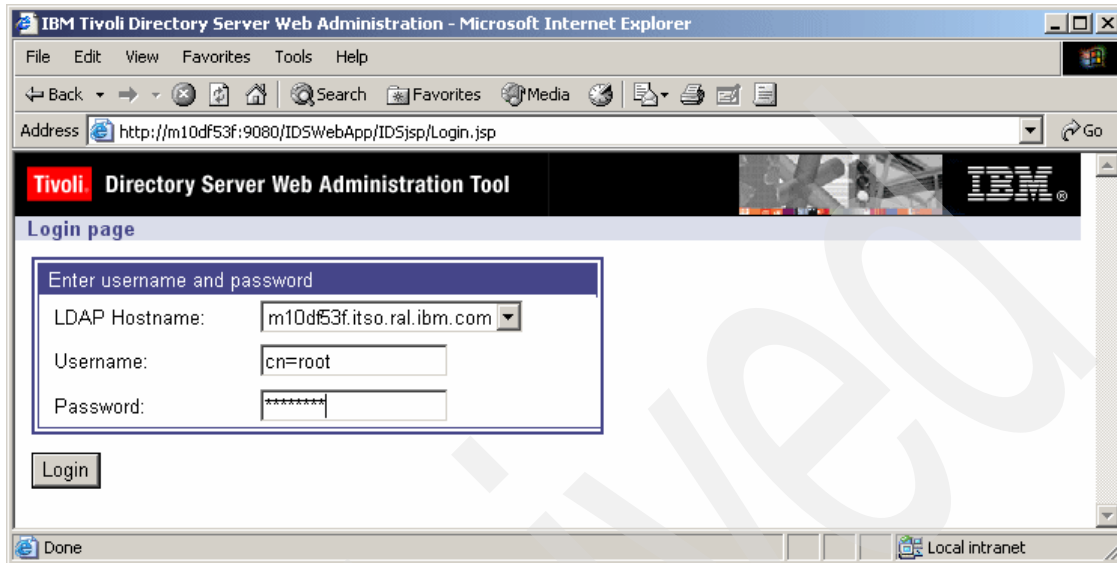 IBM Tivoli Directory Server Web Administration - Microsoft Internet Explorer
File Edit View Favorites Tools Help
Back Search Favorites Media
Address http://m10df53f:9080/IDSWebApp/IDSjsp/Login.jsp Go
Tivoli. Directory Server Web Administration Tool IBM®
Login page
Enter username and password
LDAP Hostname: m10df53f.itso.ral.ibm.com
Username: cn=root
Password: ********
Login
Done Local intranet